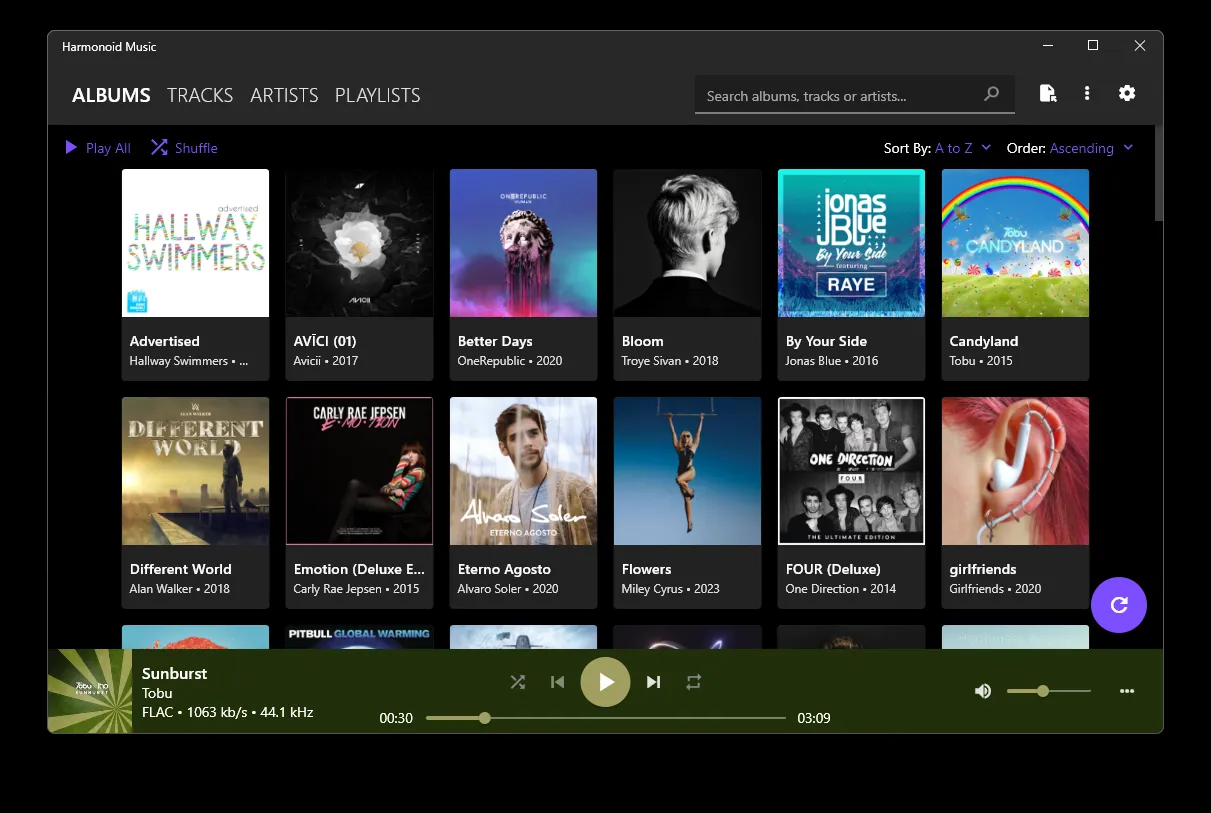 Harmonoid Music
ALBUMS TRACKS ARTISTS PLAYLISTS
Search albums, tracks or artists...
Play All Shuffle
Sort By: A to Z Order: Ascending
advertised
HALLWAY
SWIMMERS
AVICII
ONEREPUBLIC
HUMAN
jonas
BLUE
By Your Side
featuring
RAYE
Tobu
CANDYLAND
Advertised
Hallway Swimmers • ...
AVĪCI (01)
Avicii • 2017
Better Days
OneRepublic • 2020
Bloom
Troye Sivan • 2018
By Your Side
Jonas Blue • 2016
Candyland
Tobu • 2015
ALAN WALKER
DIFFERENT
WORLD
CARLY RAE JEPSEN
E•MO•TION
Alvaro Soler
ETERNO AGOSTO
ONE DIRECTION
FOUR
THE ULTIMATE EDITION
Different World
Alan Walker • 2018
Emotion (Deluxe E...
Carly Rae Jepsen • 2015
Eterno Agosto
Alvaro Soler • 2020
Flowers
Miley Cyrus • 2023
FOUR (Deluxe)
One Direction • 2014
girlfriends
Girlfriends • 2020
PITBULL GLOBAL WARMING
Tobu
SUNBURST
Sunburst
Tobu
FLAC • 1063 kb/s • 44.1 kHz
00:30
03:09